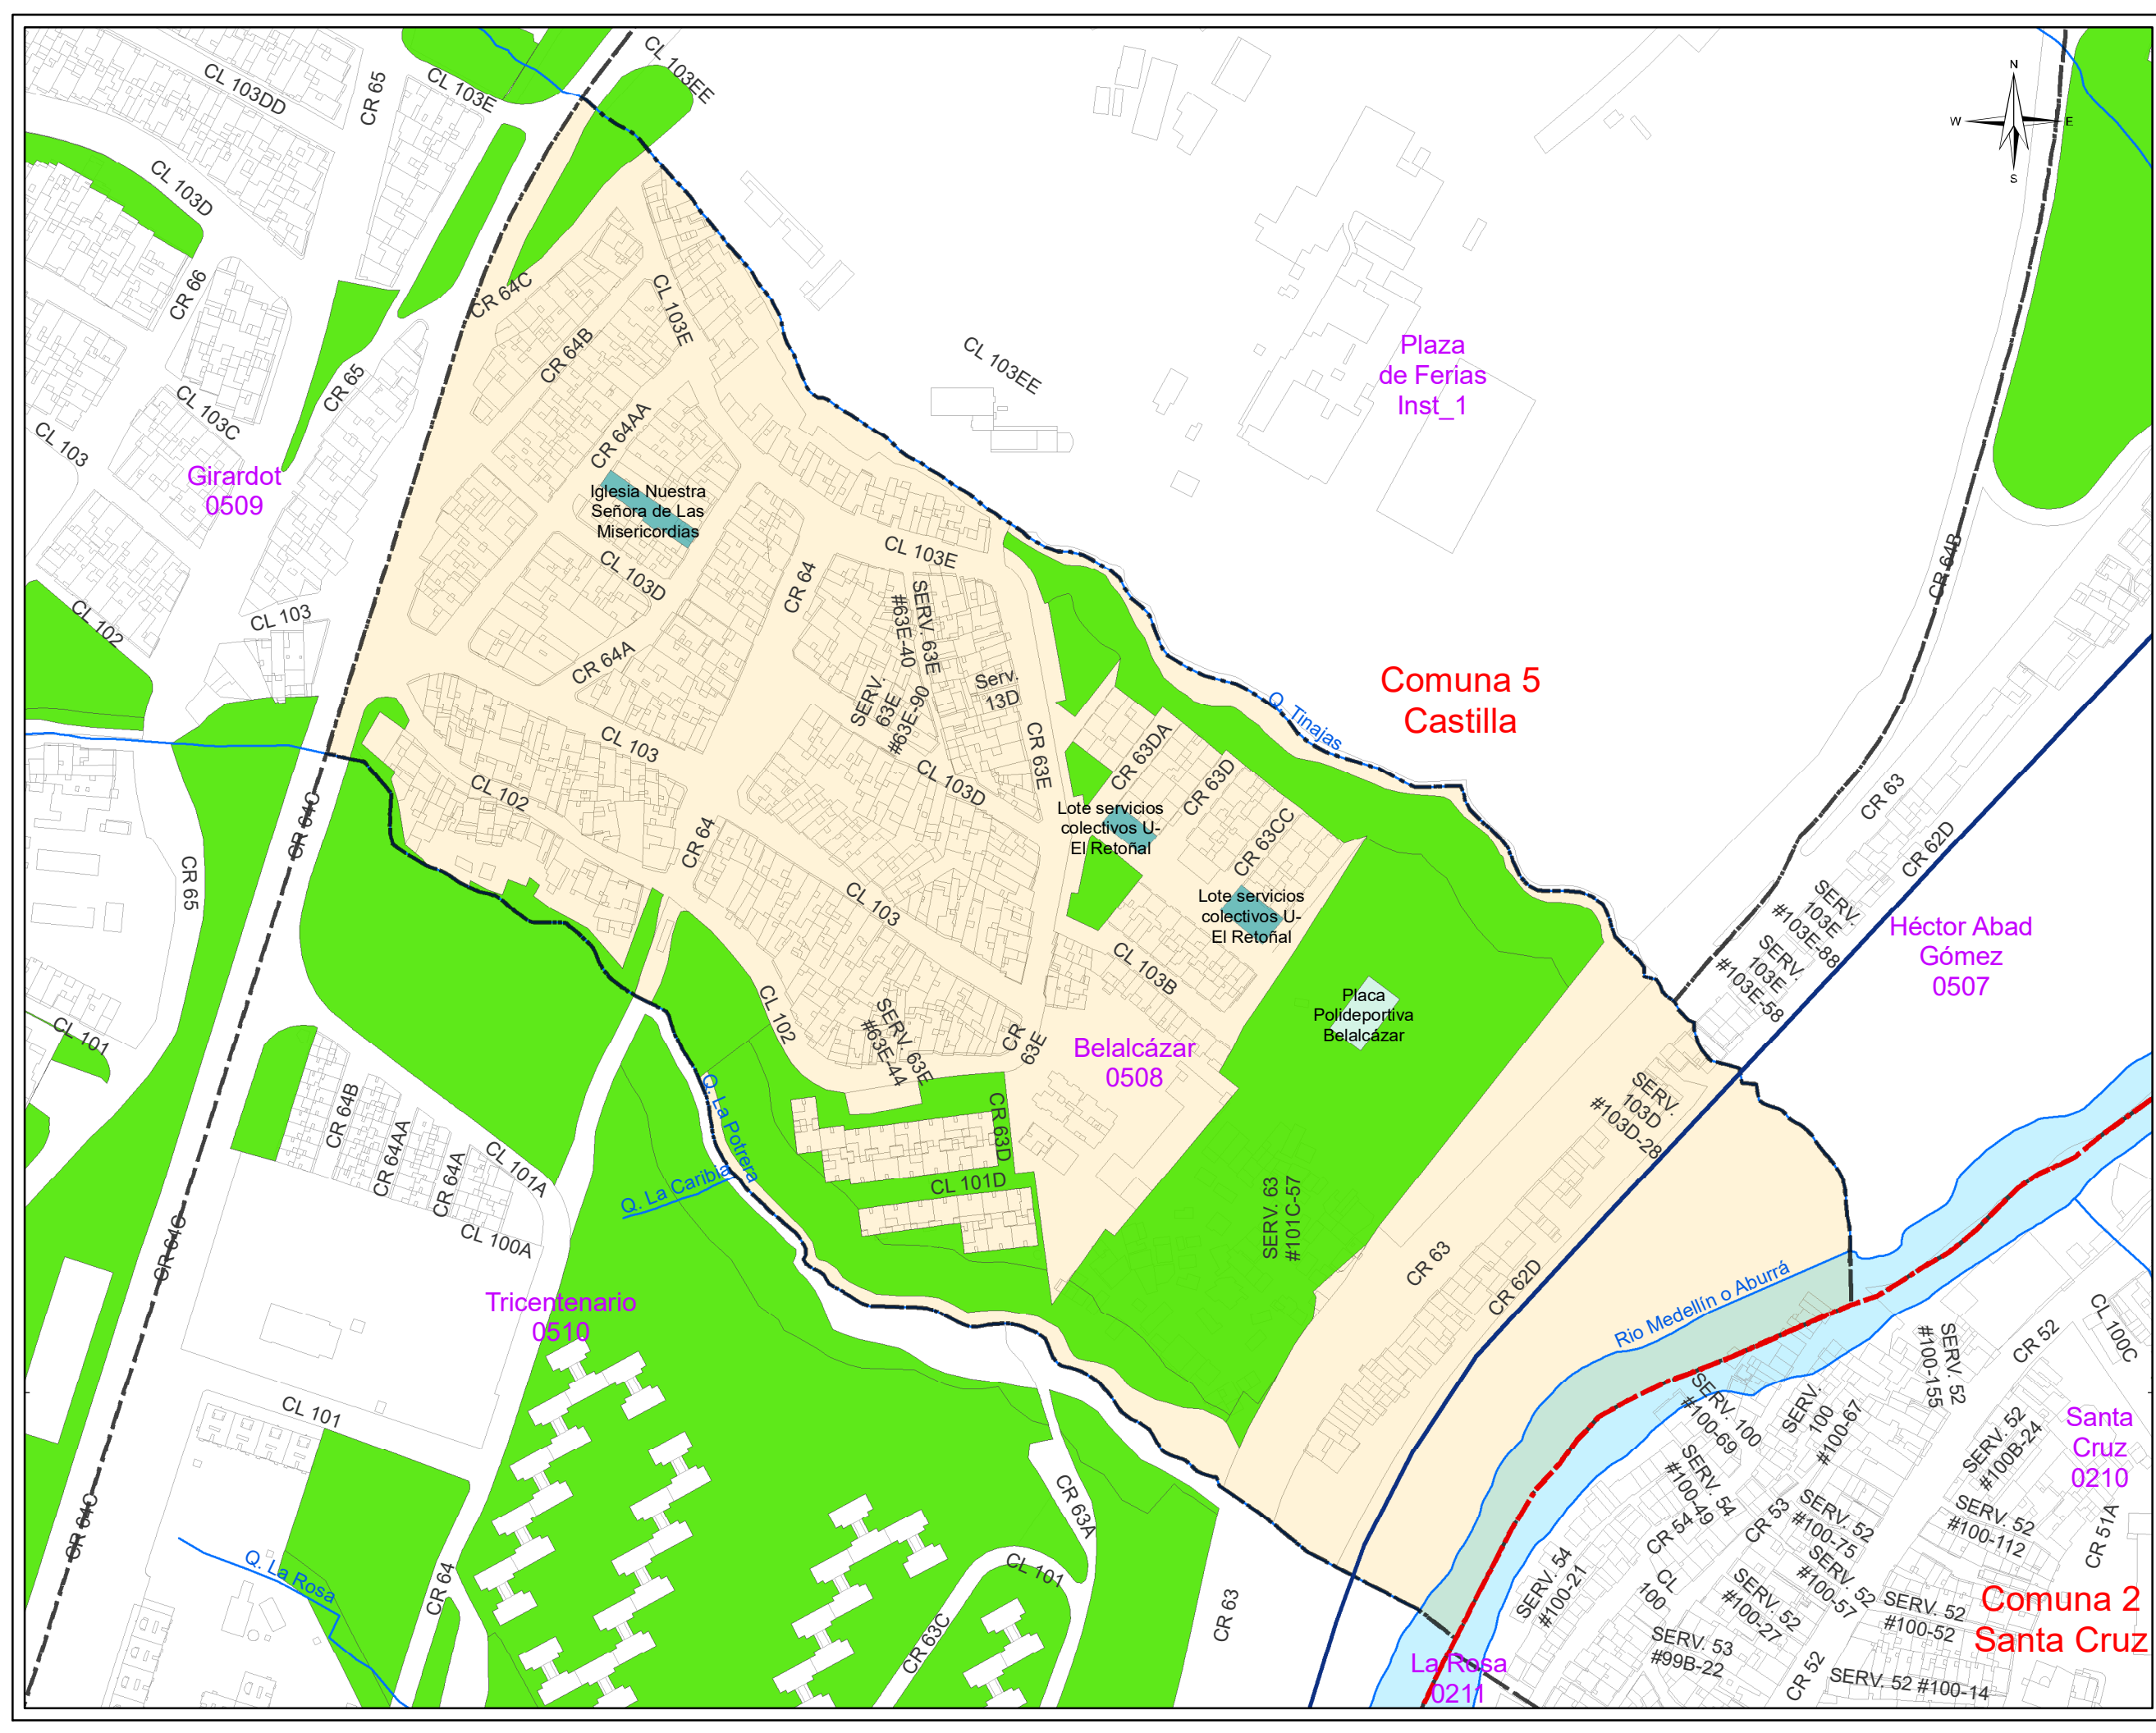 CL 103EE
CL 103DD
CR 65
CL 103E
N
W
E
S
CL 103D
CR 66
CR 64C
CL 103E
CR 64B
CR 65
CL 103EE
Plaza
de Ferias
Inst_1
CL 103C
CL 103
CR 64AA
Girardot
0509
Iglesia Nuestra
Señora de Las
Misericordias
CL 103D
CL 103E
CR 64
CR 64B
SERV. 63E
#63E-40
CL 102
CL 103
CR 64A
SERV.
63E
#63E-90
Serv.
13D
Comuna 5
Castilla
Q. Tinajas
CL 103
CR 63E
CR 63DA
CR 63D
CL 103D
CL 102
CR 63
CR 62D
Lote servicios
colectivos U-
El Retoñal
CR 63CC
CR 64C
CR 64
CR 65
CL 103
Lote servicios
colectivos U-
El Retoñal
SERV.
103E
#103E-88
SERV.
103E
#103E-58
Héctor Abad
Gómez
0507
CL 103B
CL 102
Placa
Polideportiva
Belalcázar
SERV. 63E
#63E-44
CR
63E
CL 101
Belalcázar
0508
SERV.
103D
#103D-28
CR 64B
CR 64AA
CR 64A
CL 101A
CL 100A
Q. La Potrera
Q. La Caribia
CR 63D
CL 101D
SERV. 63
#101C-57
CR 64C
CR 63
CR 62D
Rio Medellín o Aburrá
Tricentenario
0510
SERV. 52
#100-155
CR 52
CL 100C
CL 101
SERV. 100
#100-69
SERV.
100
#100-67
SERV. 52
#100B-24
Santa
Cruz
0210
CR 64C
CR 63A
SERV. 54
#100-49
CR 54
CR 53
SERV. 52
#100-75
SERV. 52
#100-112
CR 51A
Q. La Rosa
CR 64
CL 101
CR 63C
CR 63
SERV. 54
#100-21
CL
100
SERV. 52
#100-57
SERV. 52
#100-27
SERV. 52
#100-52
Comuna 2
Santa Cruz
SERV. 53
#99B-22
CR 52
SERV. 52 #100-14
La Rosa
0211